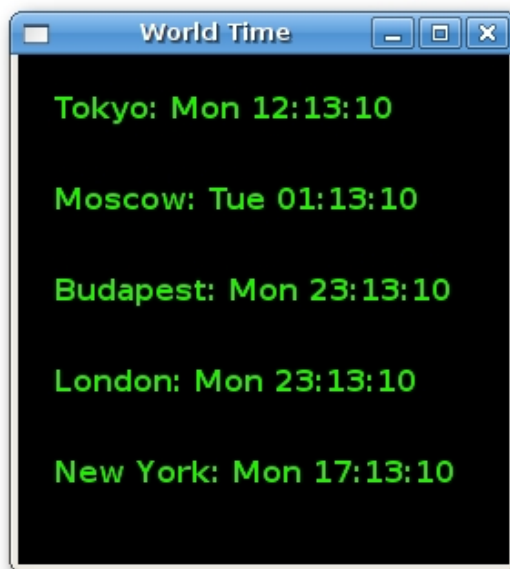 World Time
Tokyo: Mon 12:13:10
Moscow: Tue 01:13:10
Budapest: Mon 23:13:10
London: Mon 23:13:10
New York: Mon 17:13:10